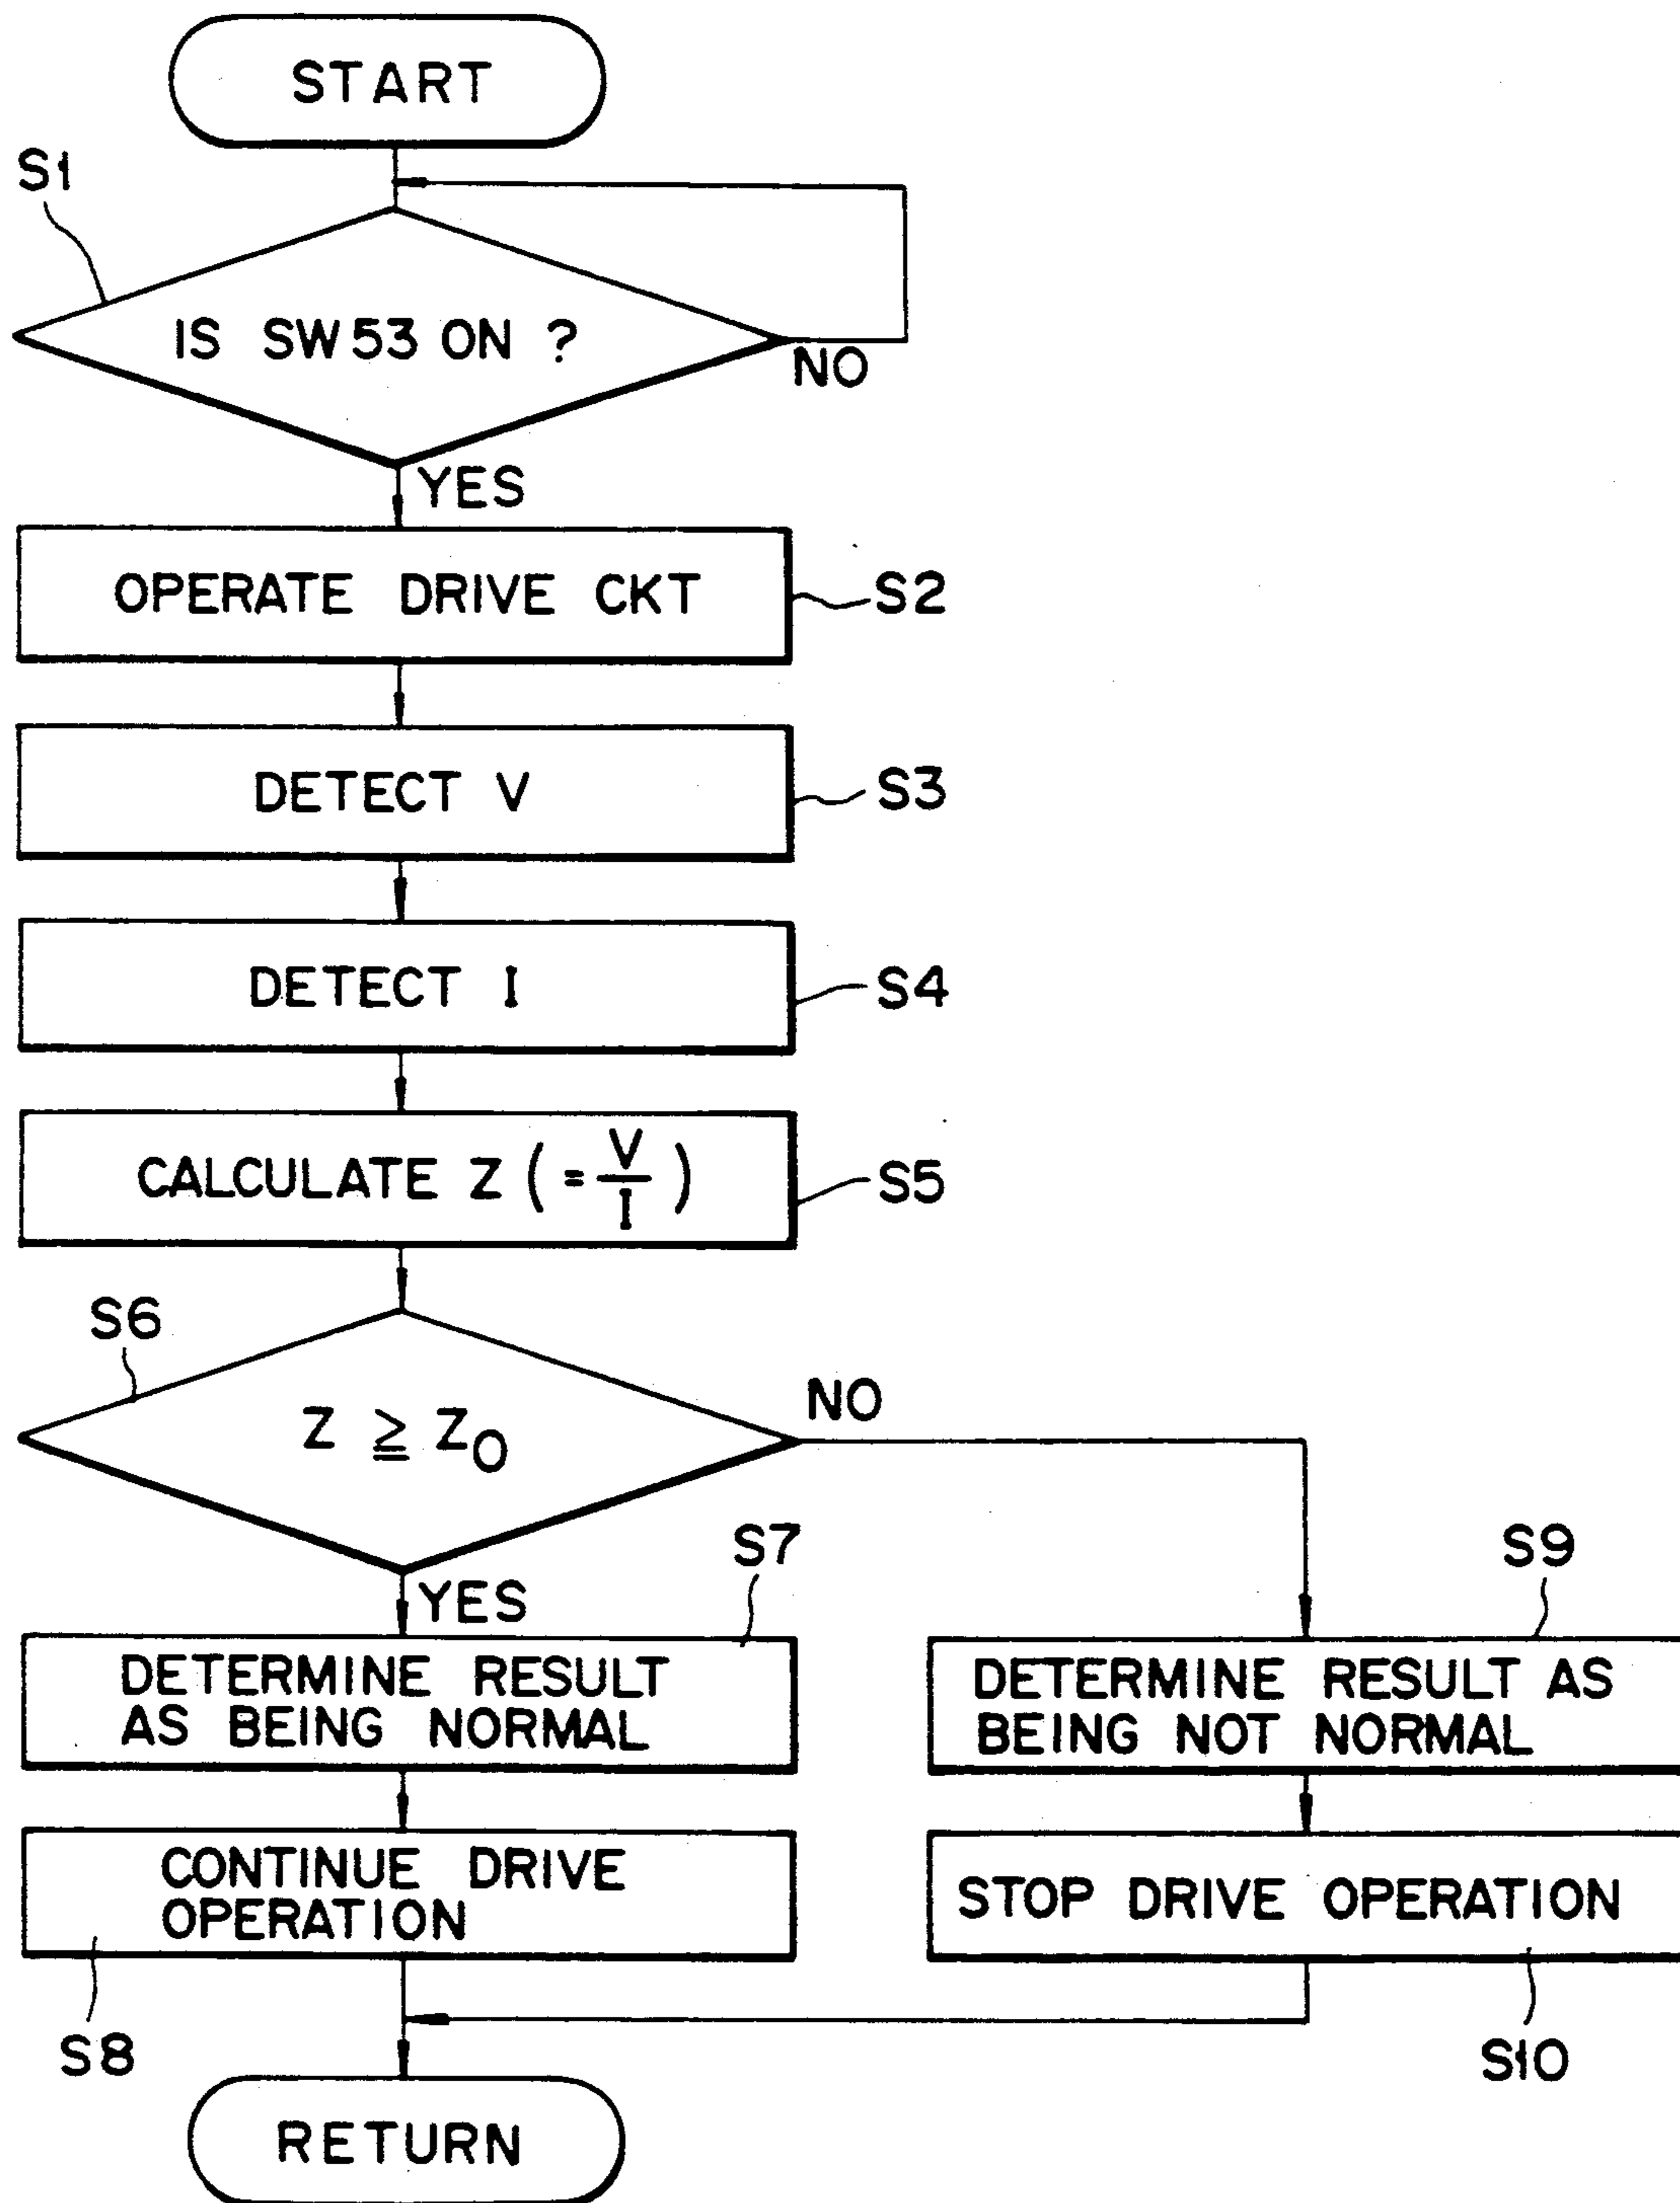 START
S1
IS SW53 ON ?
NO
YES
OPERATE DRIVE CKT
S2
DETECT V
S3
DETECT I
S4
CALCULATE Z (= V/I)
S5
S6
Z ≧ Z0
NO
YES
S7
DETERMINE RESULT
AS BEING NORMAL
S9
DETERMINE RESULT AS
BEING NOT NORMAL
CONTINUE DRIVE
OPERATION
S8
STOP DRIVE OPERATION
S10
RETURN